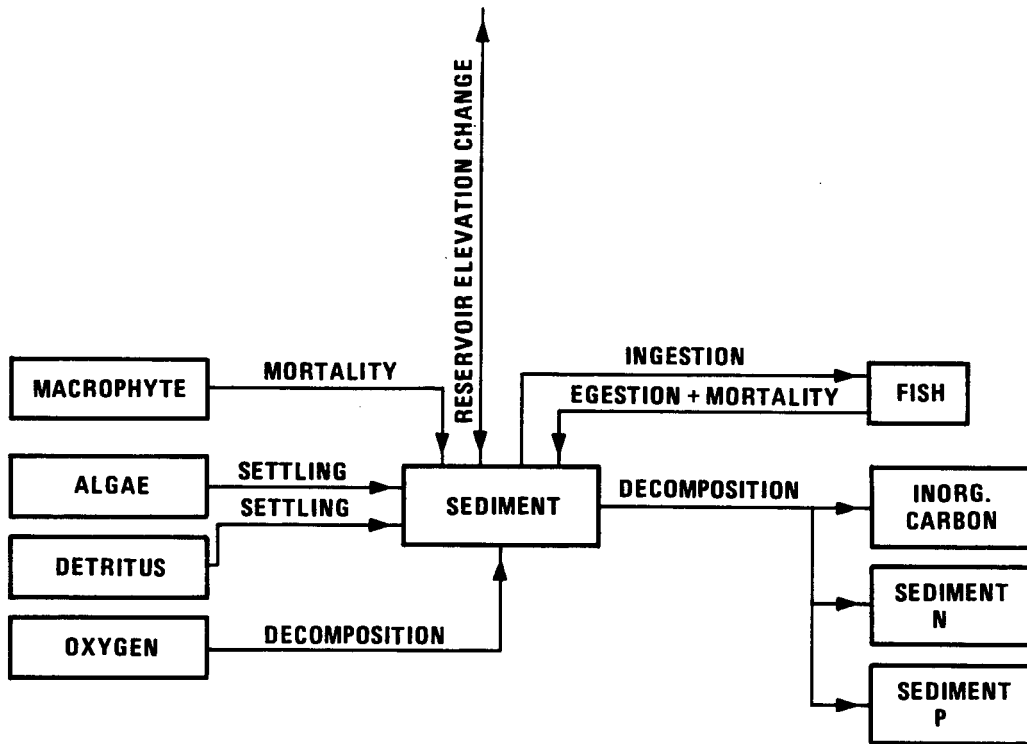 RESERVOIR ELEVATION CHANGE
MACROPHYTE
MORTALITY
INGESTION
EGESTION + MORTALITY
FISH
ALGAE
SETTLING
SETTLING
DETRITUS
SEDIMENT
DECOMPOSITION
INORG.
CARBON
OXYGEN
DECOMPOSITION
SEDIMENT
N
SEDIMENT
P